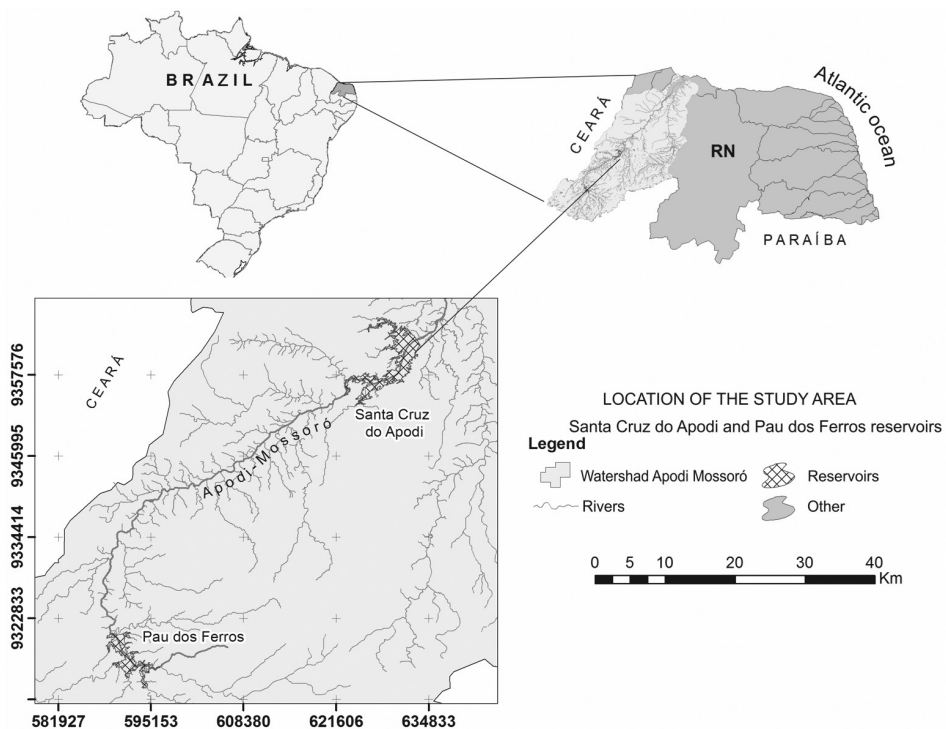 BRAZIL
CEARÁ
RN
Atlantic ocean
PARAÍBA
CEARÁ
9357576
9345995
9334414
9322833
Santa Cruz
do Apodi
Apodi-Mossoró
Pau dos Ferros
581927
595153
608380
621606
634833
LOCATION OF THE STUDY AREA
Santa Cruz do Apodi and Pau dos Ferros reservoirs
Legend
Watershad Apodi Mossoró
Reservoirs
Rivers
Other
0 5 10 20 30 40
Km